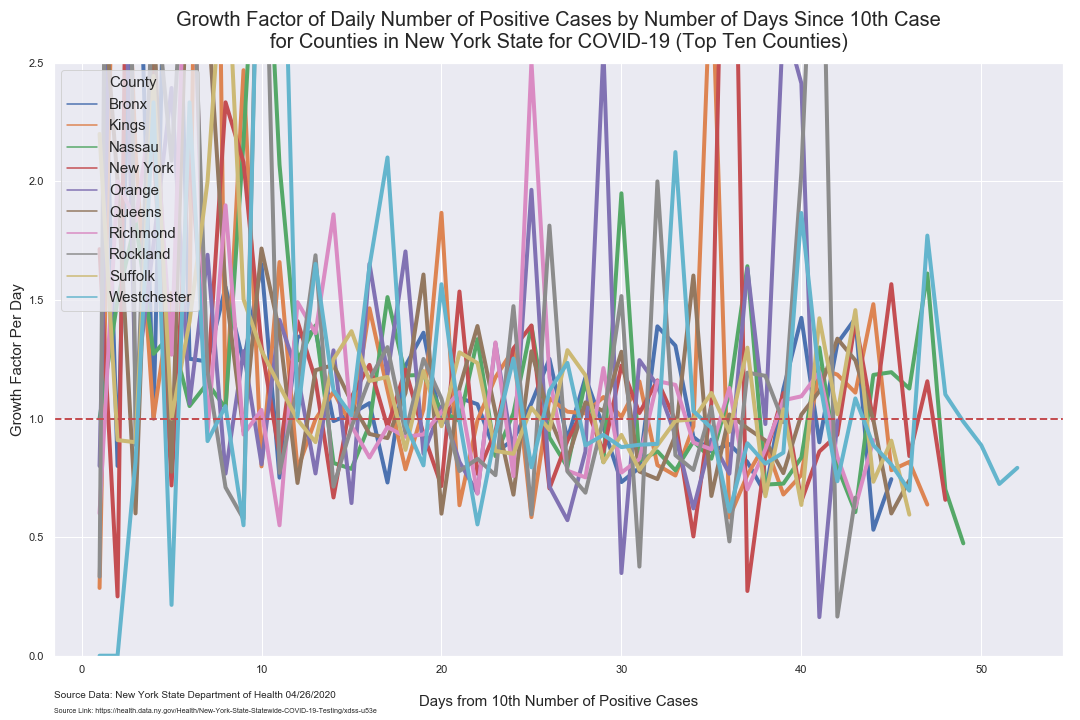 Growth Factor of Daily Number of Positive Cases by Number of Days Since 10th Case
for Counties in New York State for COVID-19 (Top Ten Counties)
2.5
2.0
1.5
1.0
0.5
0.0
Growth Factor Per Day
County
Bronx
Kings
Nassau
New York
Orange
Queens
Richmond
Rockland
Suffolk
Westchester
0
10
20
30
40
50
Days from 10th Number of Positive Cases
Source Data: New York State Department of Health 04/26/2020
Source Link: https://health.data.ny.gov/Health/New-York-State-Statewide-COVID-19-Testing/xdss-u53e